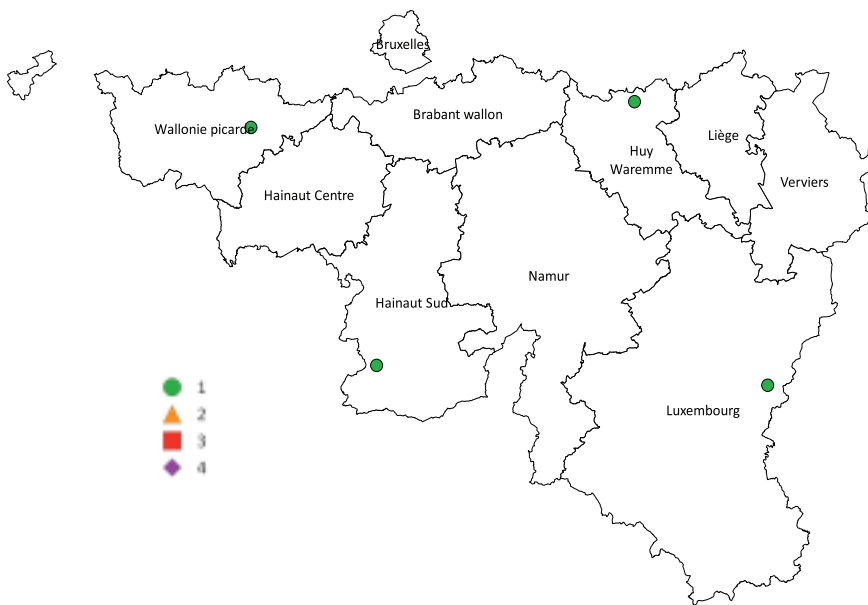 Bruxelles
Wallonie picarde
Brabant wallon
Hainaut Centre
Huy
Waremme
Liège
Verviers
Namur
Hainaut Sud
Luxembourg
1
2
3
4